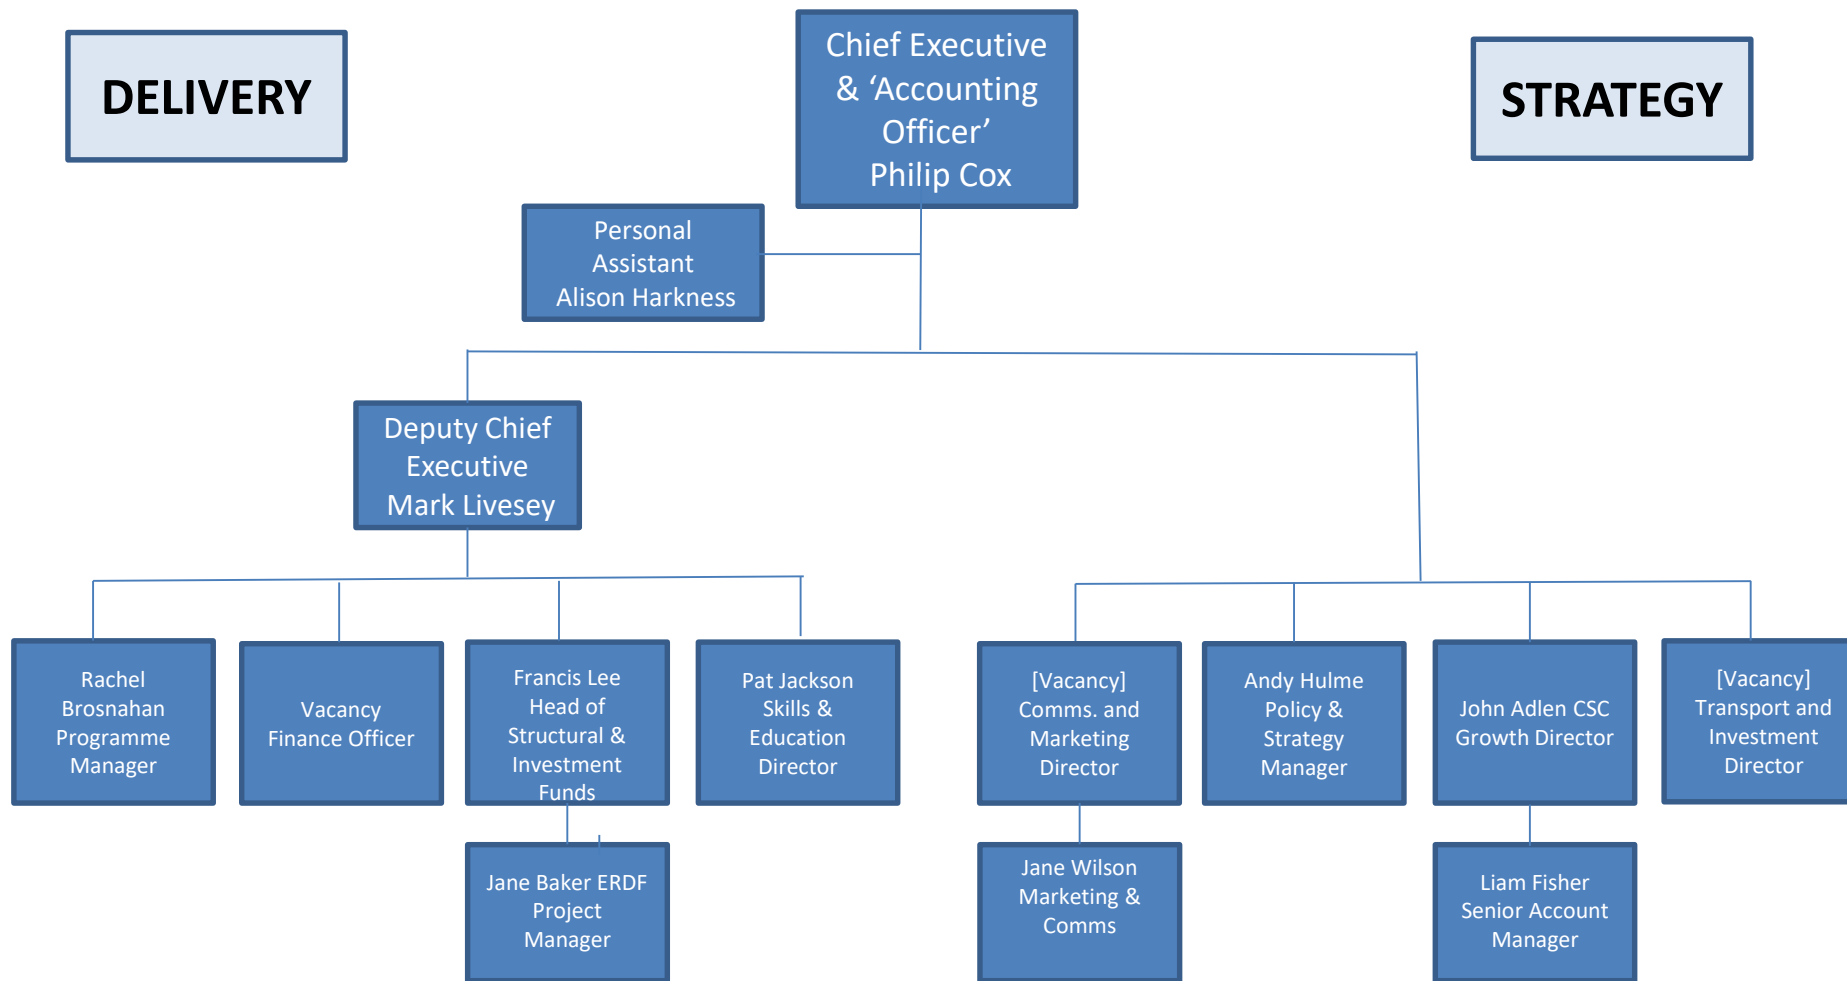 DELIVERY
Chief Executive
& ‘Accounting
Officer’
Philip Cox
STRATEGY
Personal
Assistant
Alison Harkness
Deputy Chief
Executive
Mark Livesey
Rachel
Brosnahan
Programme
Manager
Vacancy
Finance Officer
Francis Lee
Head of
Structural &
Investment
Funds
Pat Jackson
Skills &
Education
Director
[Vacancy]
Comms. and
Marketing
Director
Andy Hulme
Policy &
Strategy
Manager
John Adlen CSC
Growth Director
[Vacancy]
Transport and
Investment
Director
Jane Baker ERDF
Project
Manager
Jane Wilson
Marketing &
Comms
Liam Fisher
Senior Account
Manager